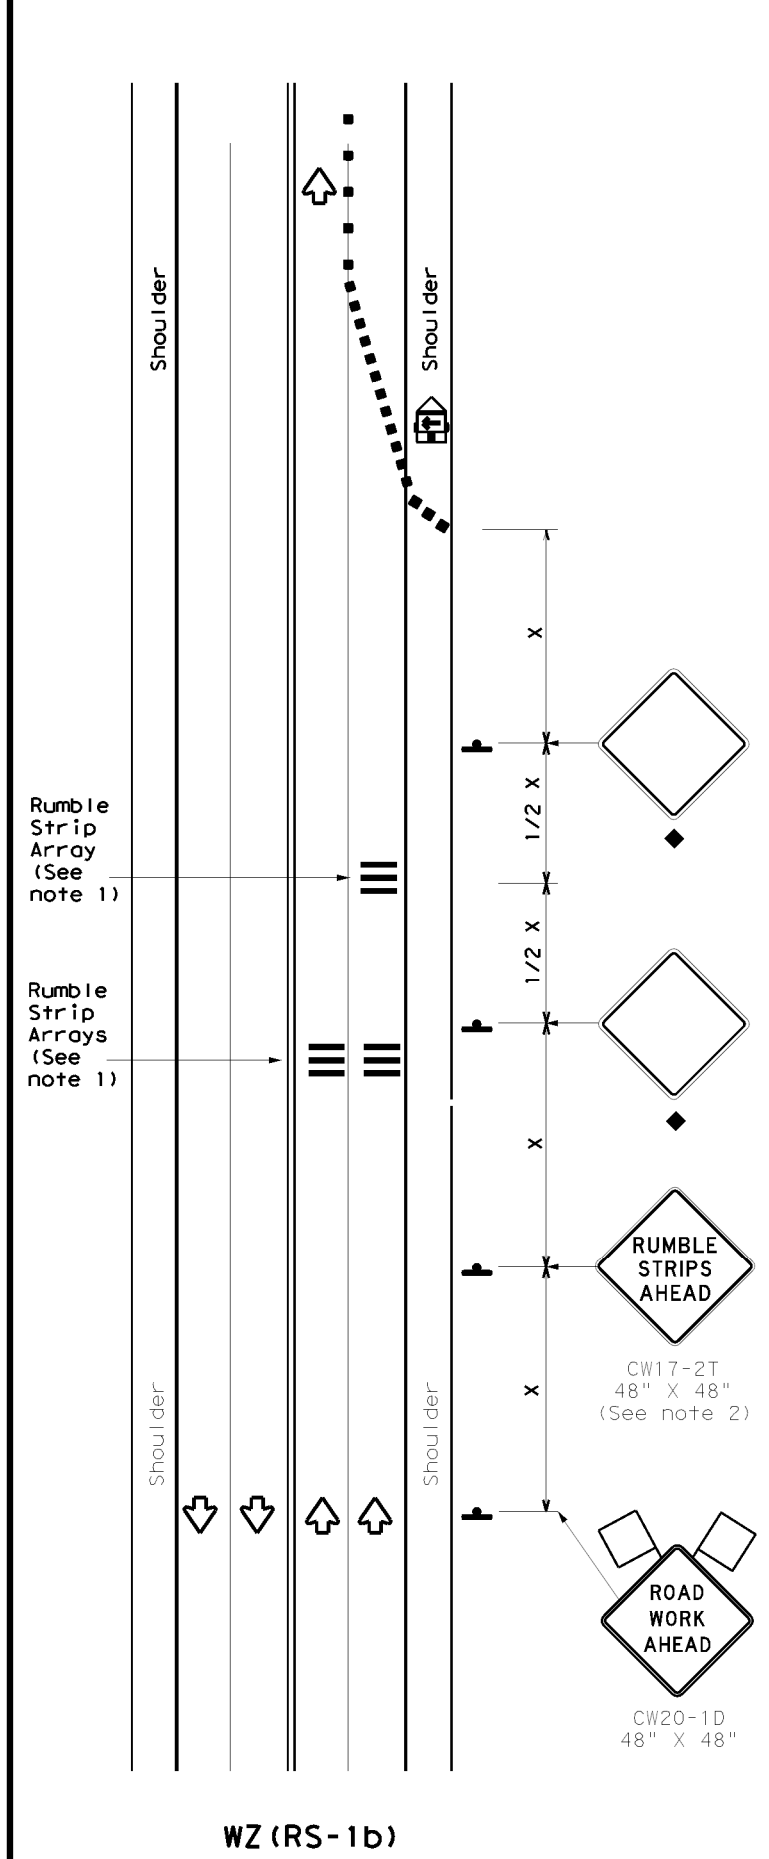 Shoulder
Shoulder
X
1/2 X
Rumble
Strip
Array
(See
note 1)
1/2 X
Rumble
Strip
Arrays
(See
note 1)
X
RUMBLE
STRIPS
AHEAD
CW17-2T
48" X 48"
(See note 2)
X
Shoulder
Shoulder
ROAD
WORK
AHEAD
CW20-1D
48" X 48"
WZ(RS-1b)